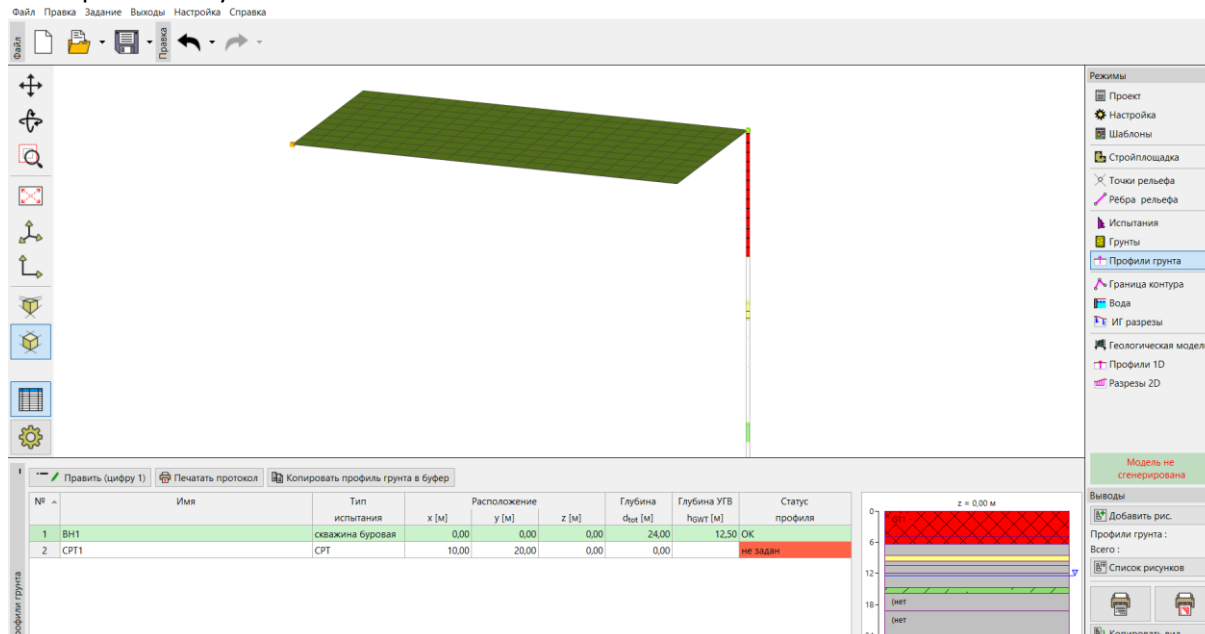 Файл Правка Задание Выходы Настройка Справка
Файл
Правка
Режимы
Проект
Настройка
Шаблоны
Стройплощадка
Точки рельефа
Рёбра рельефа
Испытания
Грунты
Профили грунта
Граница контура
Вода
ИГ разрезы
Геологическая модель
Профили 1D
Разрезы 2D
Модель не
сгенерирована
Выводы
Добавить рис.
Профили грунта :
Всего :
Список рисунков
Править (цифру 1) Печатать протокол Копировать профиль грунта в буфер
№ Имя Тип Расположение Глубина Глубина УГВ Статус
испытания x [м] y [м] z [м] dtot [м] hGWT [м] профиля
1 BH1 скважина буровая 0,00 0,00 0,00 24,00 12,50 OK
2 CPT1 CPT 10,00 20,00 0,00 0,00 не задан
z = 0,00 м
0
GT1
6
12
18
(нет
(нет